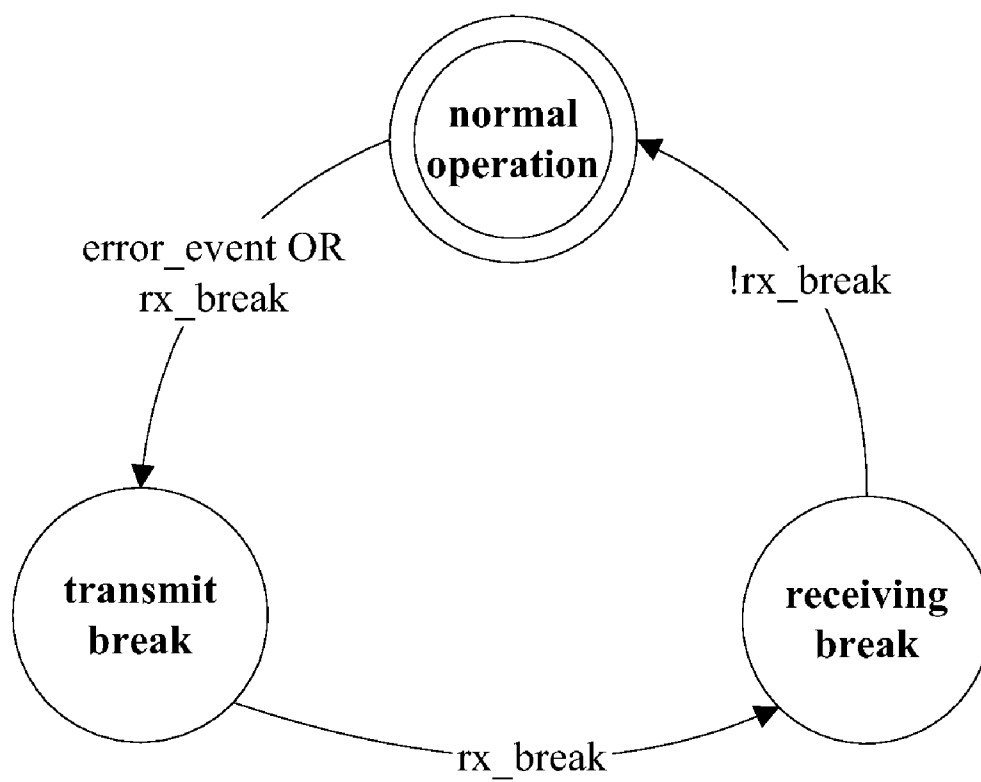 normal
operation
error_event OR
rx_break
!rx_break
transmit
break
receiving
break
rx_break